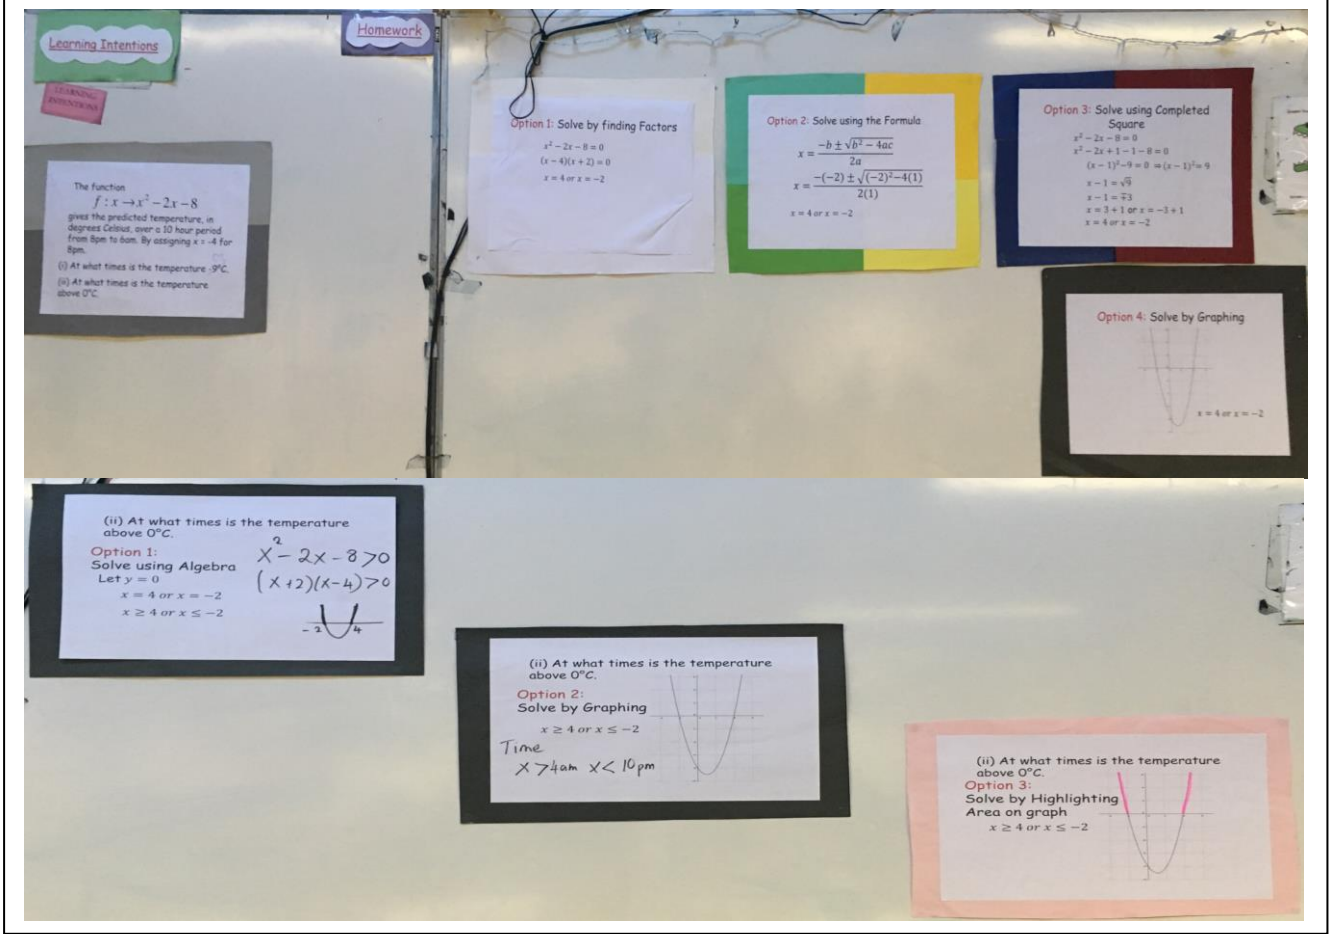 Learning Intentions
Homework
LEARNING
INTENTIONS
The function
f : x → x² − 2x − 8
gives the predicted temperature, in
degrees Celsius, over a 10 hour period
from 8pm to 6am. By assigning x = -4 for
8pm.
(i) At what times is the temperature -9°C.
(ii) At what times is the temperature
above 0°C.
Option 1: Solve by finding Factors
x² − 2x − 8 = 0
(x − 4)(x + 2) = 0
x = 4 or x = −2
Option 2: Solve using the Formula
x = (−b ± √(b² − 4ac)) / 2a
x = (−(−2) ± √((−2)²−4(1))) / 2(1)
x = 4 or x = −2
Option 3: Solve using Completed
Square
x² − 2x − 8 = 0
x² − 2x + 1 − 1 − 8 = 0
(x − 1)²−9 = 0 ⇒ (x − 1)²= 9
x − 1 = √9
x − 1 = ∓3
x = 3 + 1 or x = −3 + 1
x = 4 or x = −2
Option 4: Solve by Graphing
x = 4 or x = −2
(ii) At what times is the temperature
above 0°C.
Option 1:
Solve using Algebra
Let y = 0
x = 4 or x = −2
x ≥ 4 or x ≤ −2
x² − 2x − 8 > 0
(x + 2)(x − 4) > 0
− 2 4
(ii) At what times is the temperature
above 0°C.
Option 2:
Solve by Graphing
x ≥ 4 or x ≤ −2
Time
x > 4am x < 10pm
(ii) At what times is the temperature
above 0°C.
Option 3:
Solve by Highlighting
Area on graph
x ≥ 4 or x ≤ −2